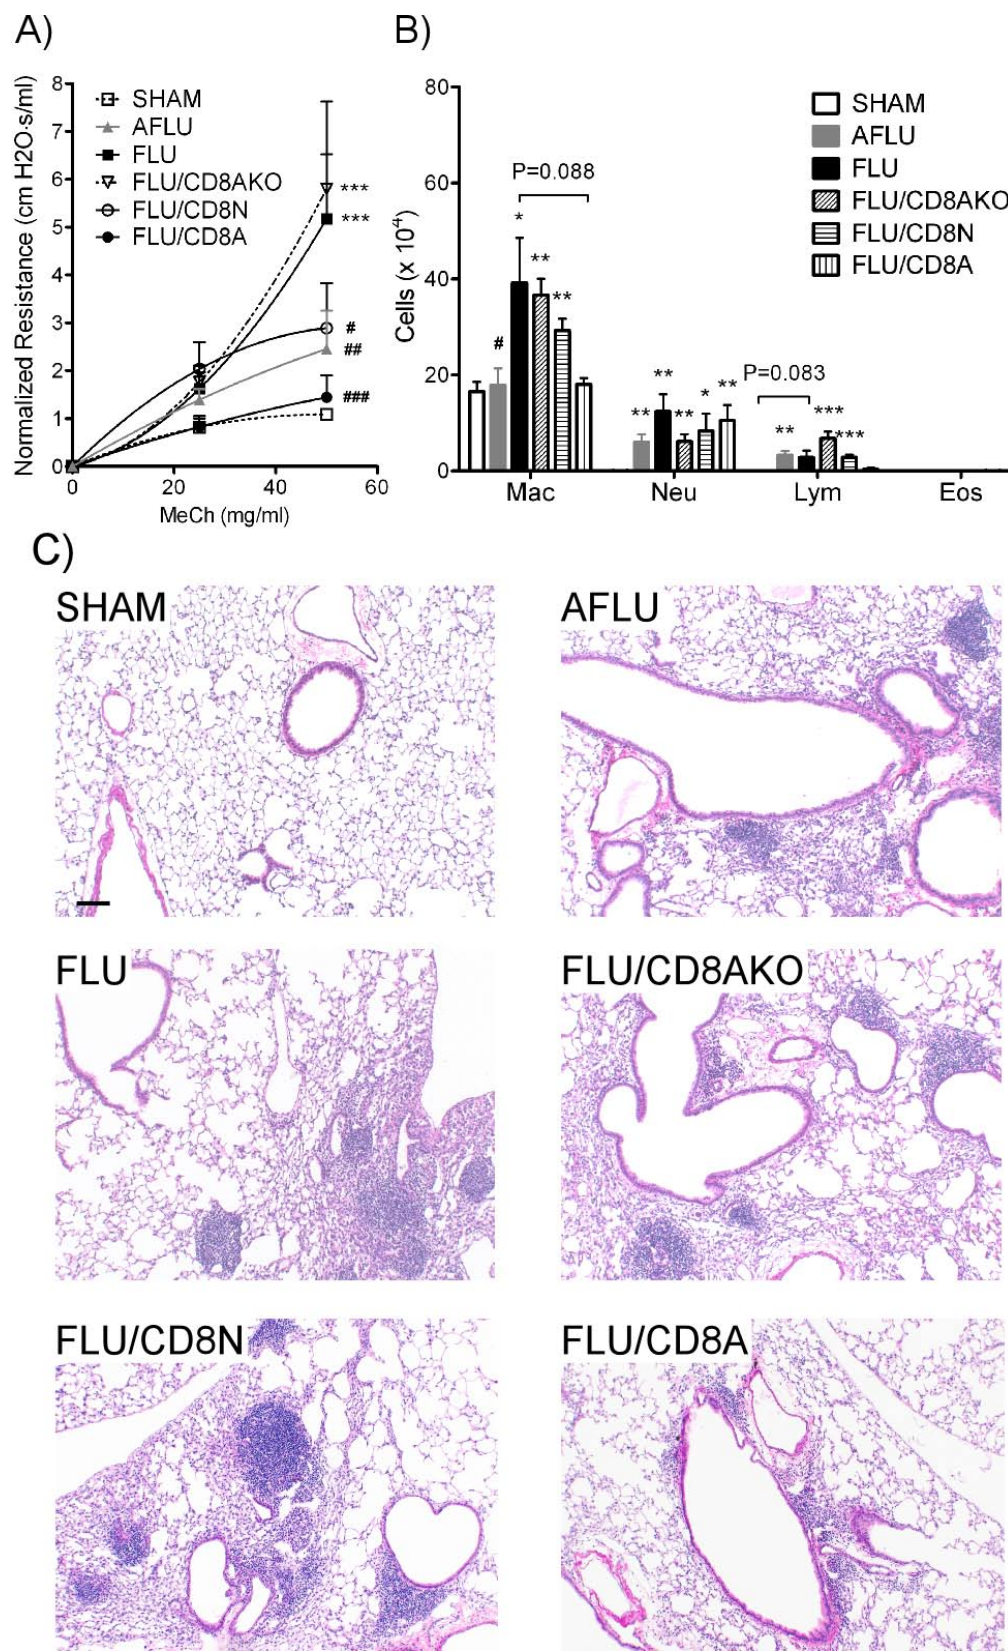 A)
Normalized Resistance (cm H2O·s/ml)
8
7
6
5
4
3
2
1
0
0
20
40
60
MeCh (mg/ml)
SHAM
AFLU
FLU
FLU/CD8AKO
FLU/CD8N
FLU/CD8A
***
***
#
##
###
B)
Cells (x 10⁴)
80
60
40
20
0
SHAM
AFLU
FLU
FLU/CD8AKO
FLU/CD8N
FLU/CD8A
P=0.088
#
*
**
**
**
**
**
*
**
P=0.083
**
***
***
Mac
Neu
Lym
Eos
C)
SHAM
AFLU
FLU
FLU/CD8AKO
FLU/CD8N
FLU/CD8A